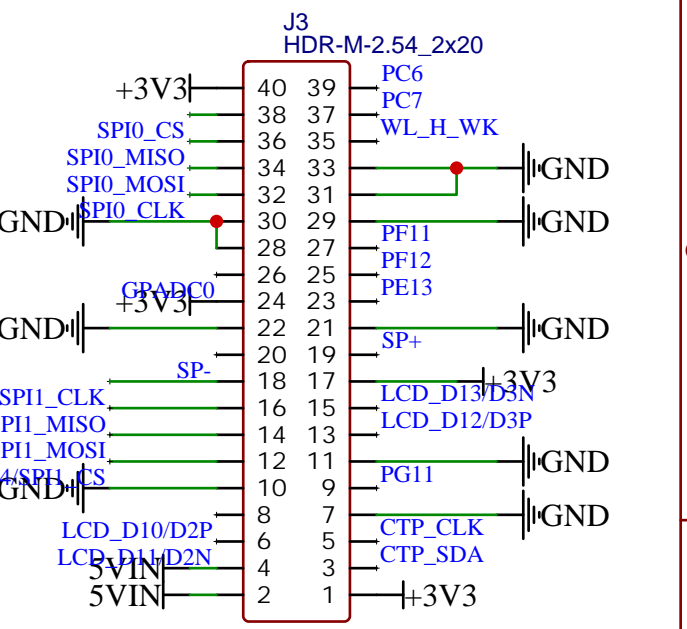 J3
HDR-M-2.54_2x20
+3V3 40 39 PC6
38 37 PC7
SPI0_CS 36 35 WL_H_WK
SPI0_MISO 34 33 GND
SPI0_MOSI 32 31
GND SPI0_CLK 30 29 GND
28 27 PF11
26 25 PF12
GPADC0
+3V3 24 23 PE13
GND 22 21 GND
20 19 SP+
SP- 18 17 +3V3
SPI1_CLK 16 15 LCD_D13/D3N
PI1_MISO 14 13 LCD_D12/D3P
PI1_MOSI 12 11 GND
4/SPI1_CS
GND 10 9 PG11
8 7 GND
LCD_D10/D2P 6 5 CTP_CLK
LCD_D11/D2N
5VIN 4 3 CTP_SDA
5VIN 2 1 +3V3